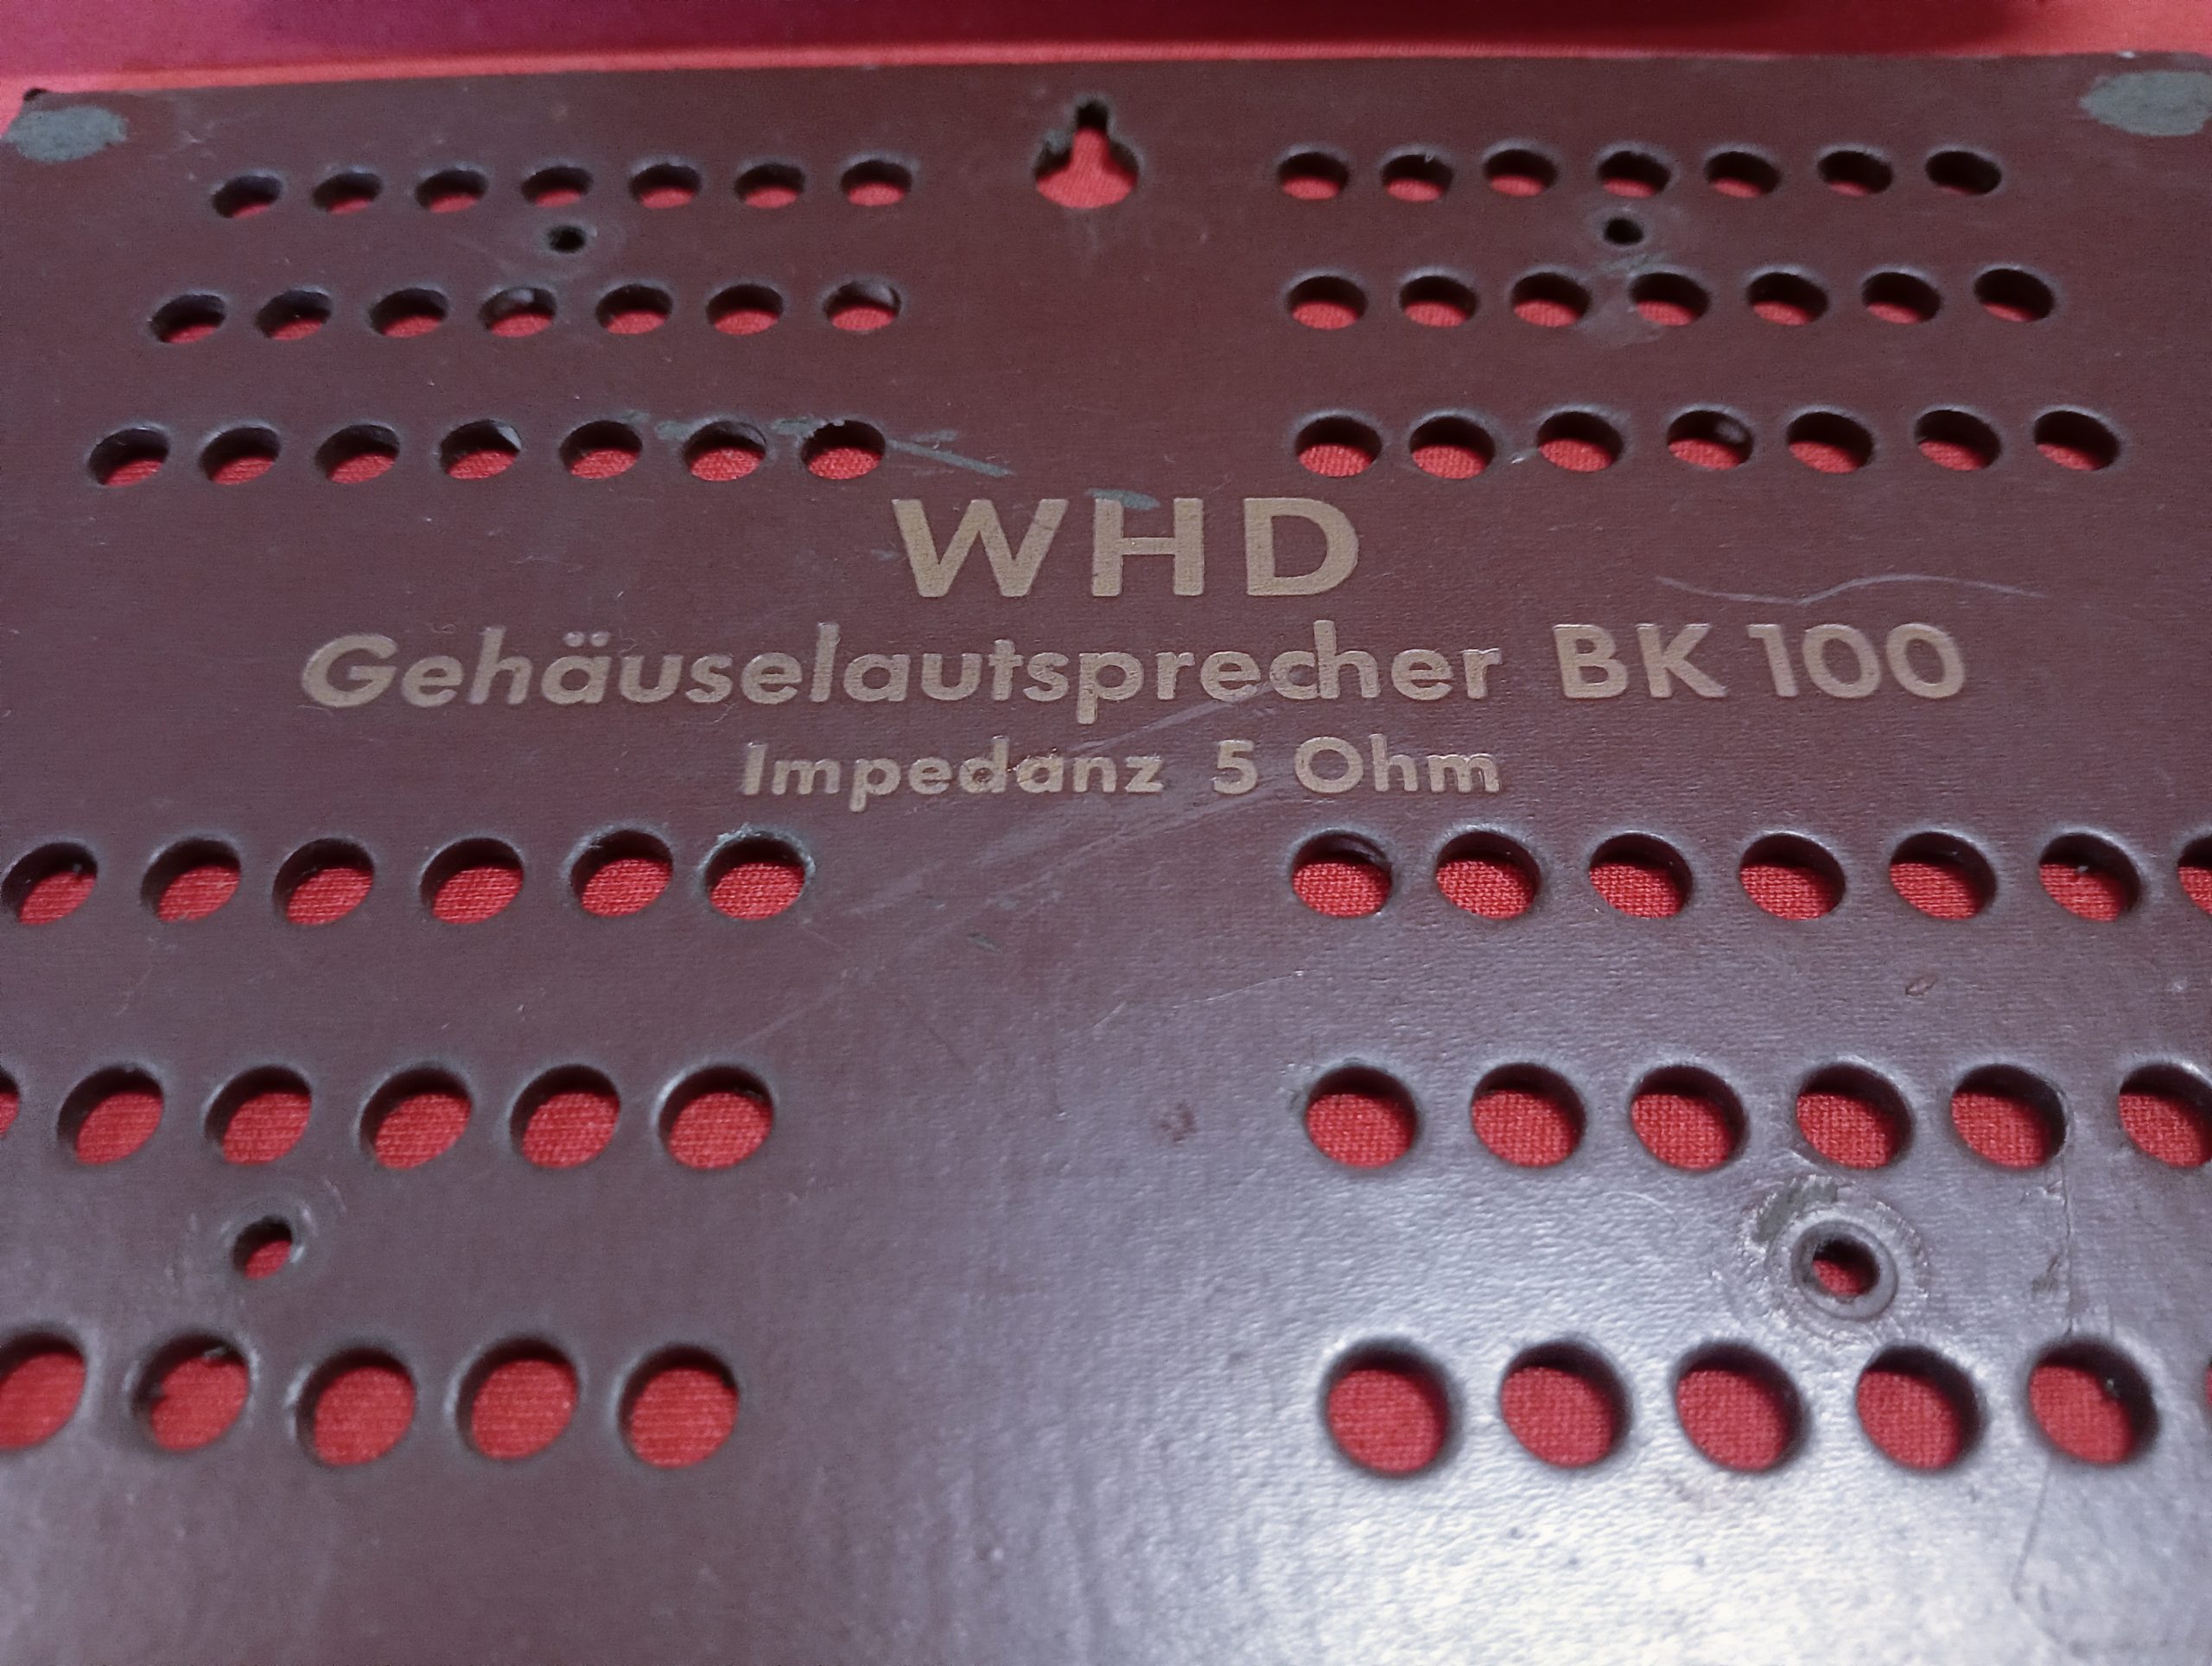 WHD
Gehäuselautsprecher BK 100
Impedanz 5 Ohm